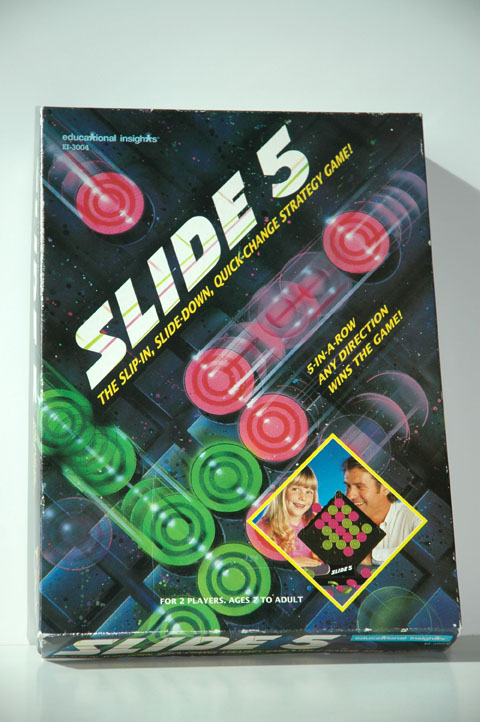 educational insights™
EI-3004
SLIDE 5
THE SLIP-IN, SLIDE-DOWN, QUICK-CHANGE STRATEGY GAME!
5-IN-A-ROW
ANY DIRECTION
WINS THE GAME!
SLIDE 5
FOR 2 PLAYERS, AGES 7 TO ADULT
SLIDE 5
educational insights